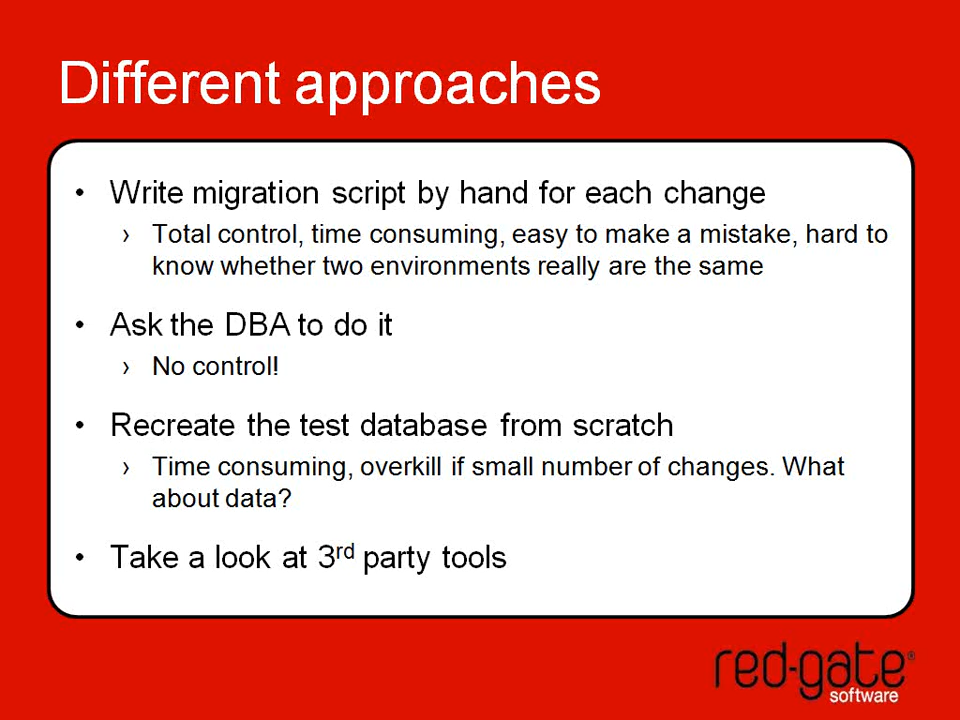 Different approaches
• Write migration script by hand for each change
› Total control, time consuming, easy to make a mistake, hard to
know whether two environments really are the same
• Ask the DBA to do it
› No control!
• Recreate the test database from scratch
› Time consuming, overkill if small number of changes. What
about data?
• Take a look at 3rd party tools
red-gate®
software